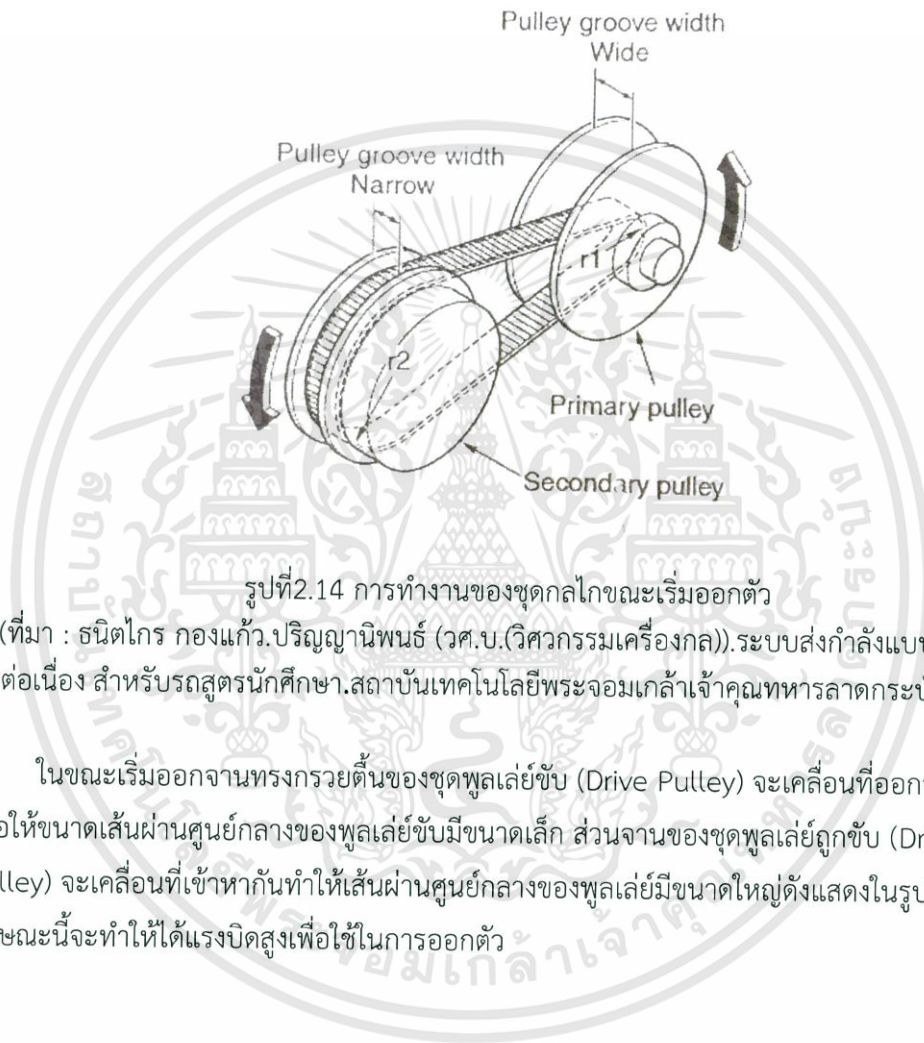 Pulley groove width
Wide
Pulley groove width
Narrow
r1
r2
Primary pulley
Secondary pulley
รูปที่2.14 การทำงานของชุดกลไกขณะเริ่มออกตัว
(ที่มา : ธนิตไกร กองแก้ว.ปริญญานิพนธ์ (วศ.บ.(วิศวกรรมเครื่องกล)).ระบบส่งกำลังแบบ
ต่อเนื่อง สำหรับรถสูตรนักศึกษา.สถาบันเทคโนโลยีพระจอมเกล้าเจ้าคุณทหารลาดกระบัง
ในขณะเริ่มออกจานทรงกรวยตื้นของชุดพูลเล่ย์ขับ (Drive Pulley) จะเคลื่อนที่ออก
ให้ขนาดเส้นผ่านศูนย์กลางของพูลเล่ย์ขับมีขนาดเล็ก ส่วนจานของชุดพูลเล่ย์ถูกขับ
จะเคลื่อนที่เข้าหากันทำให้เส้นผ่านศูนย์กลางของพูลเล่ย์มีขนาดใหญ่ดังแสดงในรูป
จะทำให้ได้แรงบิดสูงเพื่อใช้ในการออกตัว